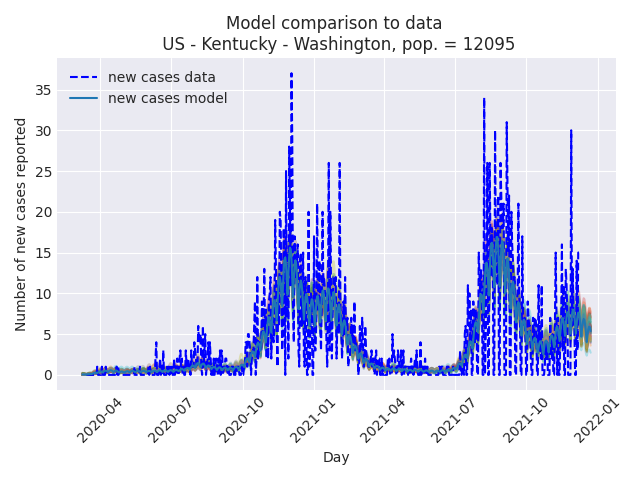 Model comparison to data
US - Kentucky - Washington, pop. = 12095
new cases data
new cases model
Number of new cases reported
35
30
25
20
15
10
5
0
2020-04
2020-07
2020-10
2021-01
2021-04
2021-07
2021-10
2022-01
Day